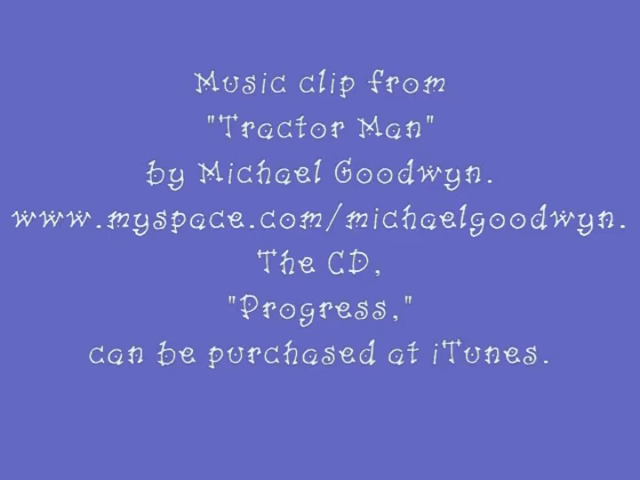 Music clip from
"Tractor Man"
by Michael Goodwyn.
www.myspace.com/michaelgoodwyn.
The CD,
"Progress,"
can be purchased at iTunes.